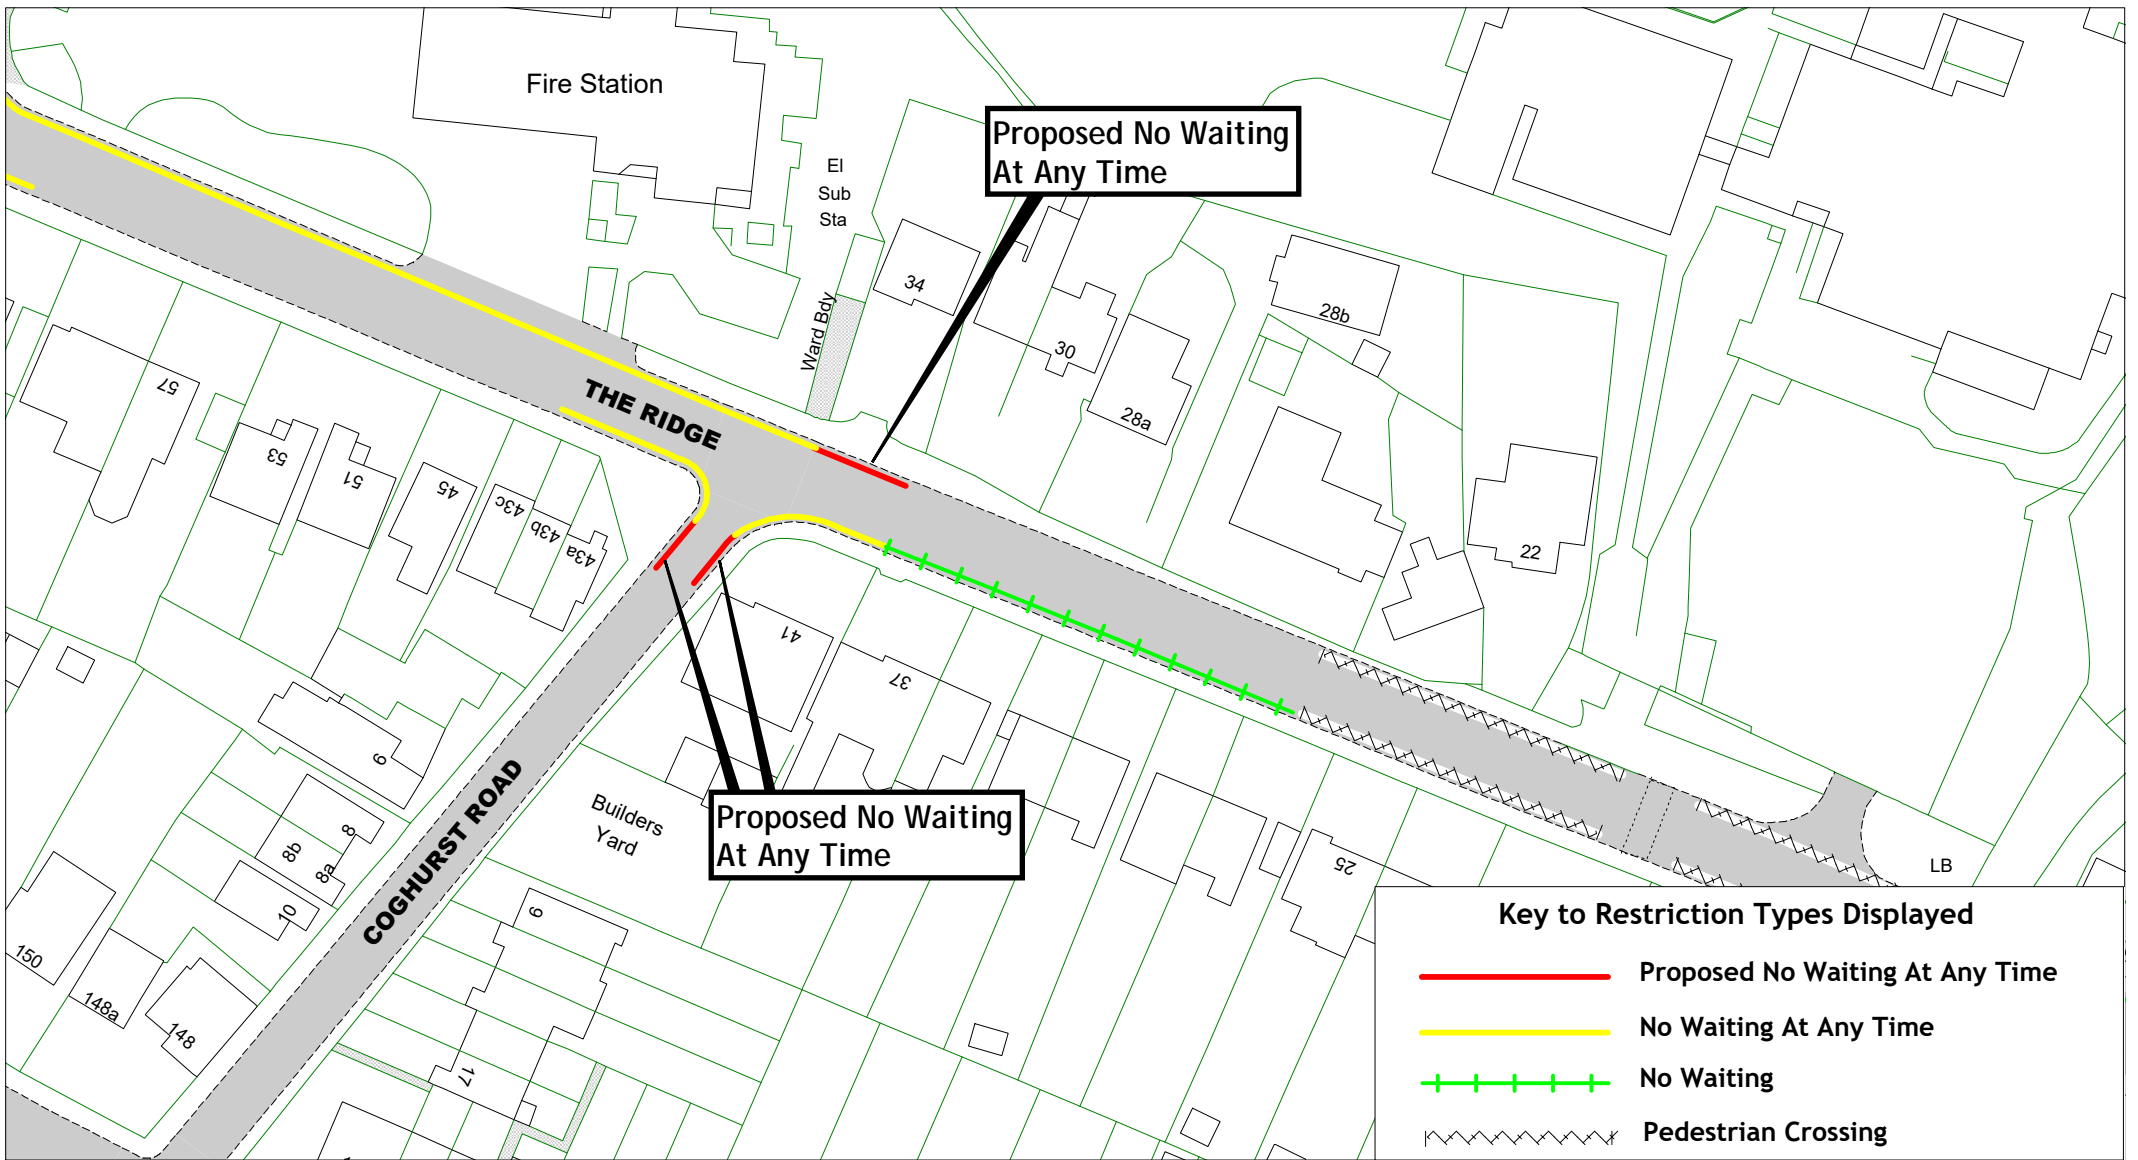 Fire Station
Proposed No Waiting
At Any Time
El
Sub
Sta
34
Ward Bdy
30
28b
28a
57
THE RIDGE
53
51
45
43c
43b
43a
22
41
37
6
COGHURST ROAD
Builders
Yard
Proposed No Waiting
At Any Time
8
8b
8a
10
25
LB
150
148a
148
9
17
Key to Restriction Types Displayed
Proposed No Waiting At Any Time
No Waiting At Any Time
No Waiting
Pedestrian Crossing